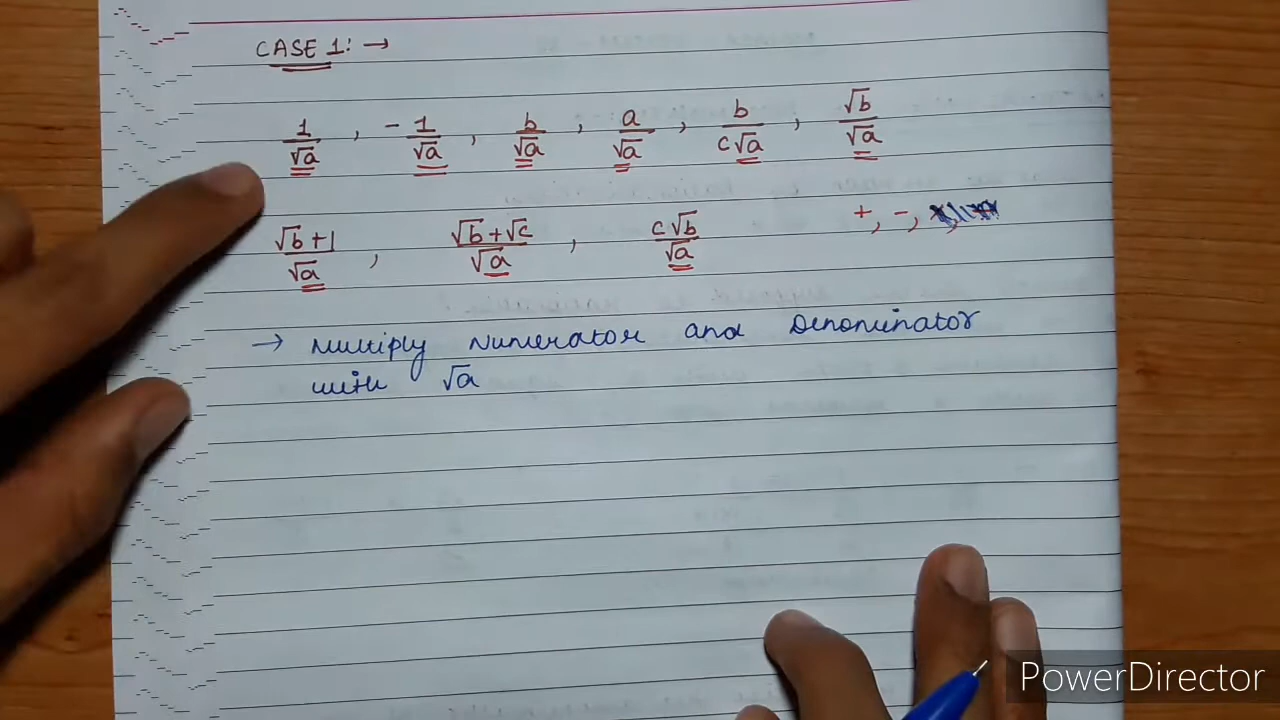 CASE 1: →
1/√a , - 1/√a , b/√a , a/√a , b/c√a , √b/√a
√b+1/√a , √b+√c/√a , c√b/√a +, -,
→ Multiply Numerator and Denominator
with √a
PowerDirector